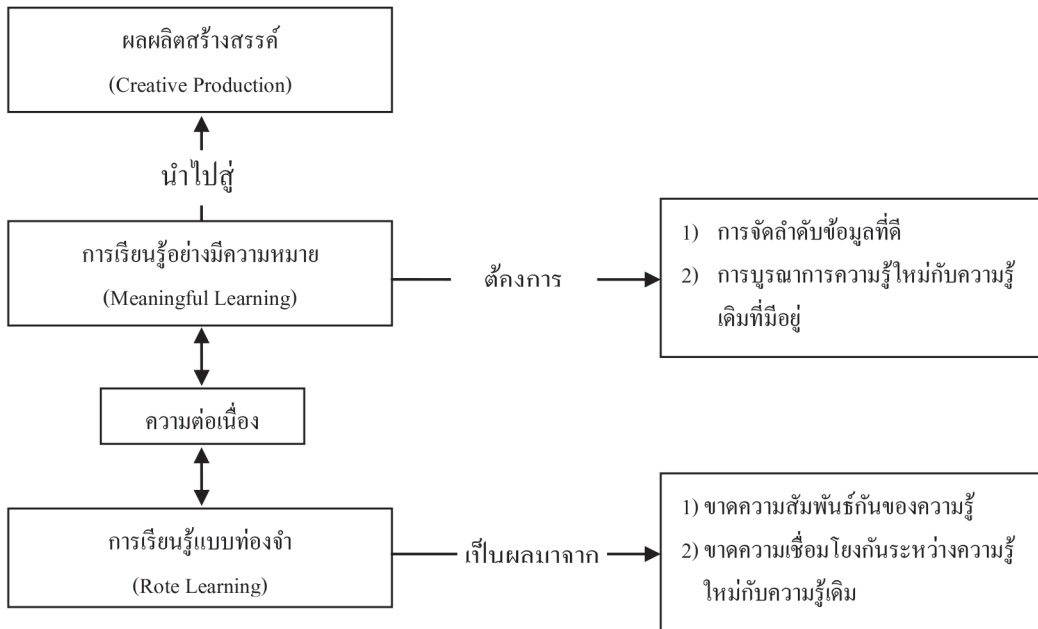 ผลผลิตสร้างสรรค์
(Creative Production)
นำไปสู่
การเรียนรู้อย่างมีความหมาย
(Meaningful Learning)
ต้องการ
1) การจัดลำดับข้อมูลที่ดี
2) การบูรณาการความรู้ใหม่กับความรู้
เดิมที่มีอยู่
ความต่อเนื่อง
การเรียนรู้แบบท่องจำ
(Rote Learning)
เป็นผลมาจาก
1) ขาดความสัมพันธ์กันของความรู้
2) ขาดความเชื่อมโยงกันระหว่างความรู้
ใหม่กับความรู้เดิม